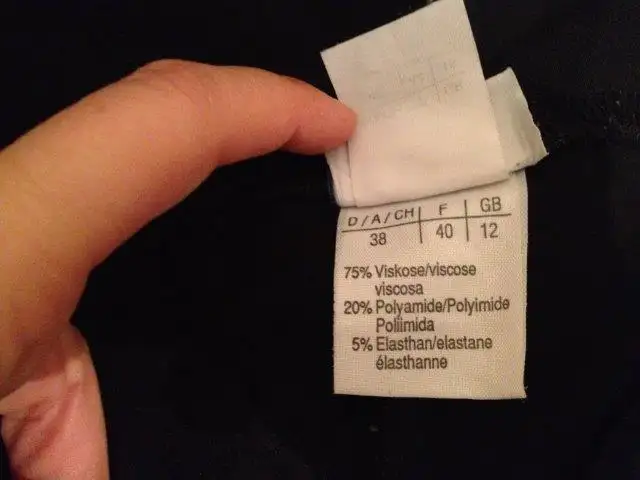 D / A / CH F GB
38 40 12
75% Viskose/viscose
viscosa
20% Polyamide/Polyimide
Poliimida
5% Elasthan/elastane
élasthanne